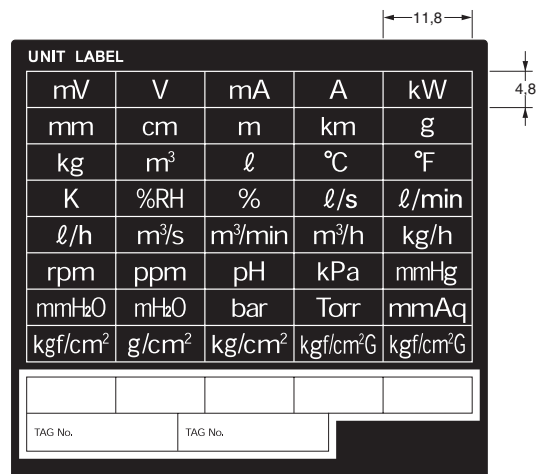 11,8
UNIT LABEL
4,8
mV V mA A kW
mm cm m km g
kg m³ ℓ °C °F
K %RH % ℓ/s ℓ/min
ℓ/h m³/s m³/min m³/h kg/h
rpm ppm pH kPa mmHg
mmH₂O mH₂O bar Torr mmAq
kgf/cm² g/cm² kg/cm² kgf/cm²G kgf/cm²G
TAG No. TAG No.